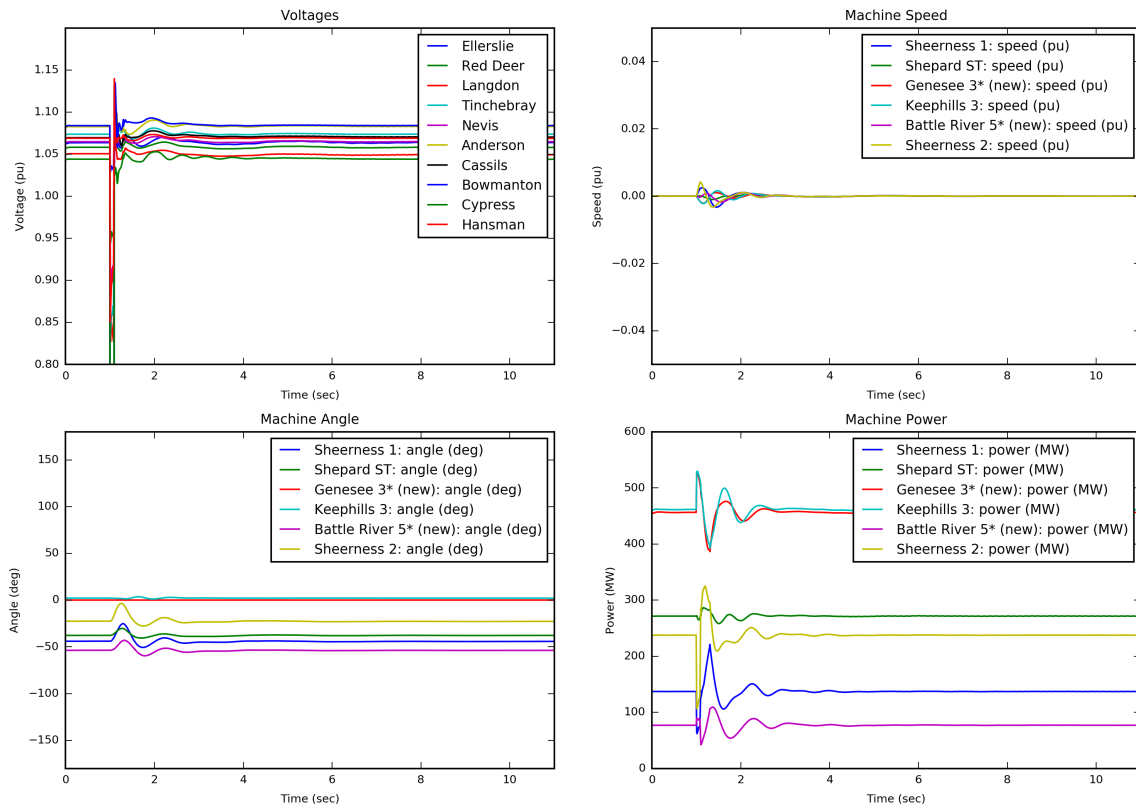 Voltages
1.15
1.10
1.05
1.00
0.95
0.90
0.85
0.80
Voltage (pu)
0
2
4
6
8
10
Time (sec)
Ellerslie
Red Deer
Langdon
Tinchebray
Nevis
Anderson
Cassils
Bowmanton
Cypress
Hansman
Machine Speed
0.04
0.02
0.00
−0.02
−0.04
Speed (pu)
0
2
4
6
8
10
Time (sec)
Sheerness 1: speed (pu)
Shepard ST: speed (pu)
Genesee 3* (new): speed (pu)
Keephills 3: speed (pu)
Battle River 5* (new): speed (pu)
Sheerness 2: speed (pu)
Machine Angle
150
100
50
0
−50
−100
−150
Angle (deg)
0
2
4
6
8
10
Time (sec)
Sheerness 1: angle (deg)
Shepard ST: angle (deg)
Genesee 3* (new): angle (deg)
Keephills 3: angle (deg)
Battle River 5* (new): angle (deg)
Sheerness 2: angle (deg)
Machine Power
600
500
400
300
200
100
0
Power (MW)
0
2
4
6
8
10
Time (sec)
Sheerness 1: power (MW)
Shepard ST: power (MW)
Genesee 3* (new): power (MW)
Keephills 3: power (MW)
Battle River 5* (new): power (MW)
Sheerness 2: power (MW)